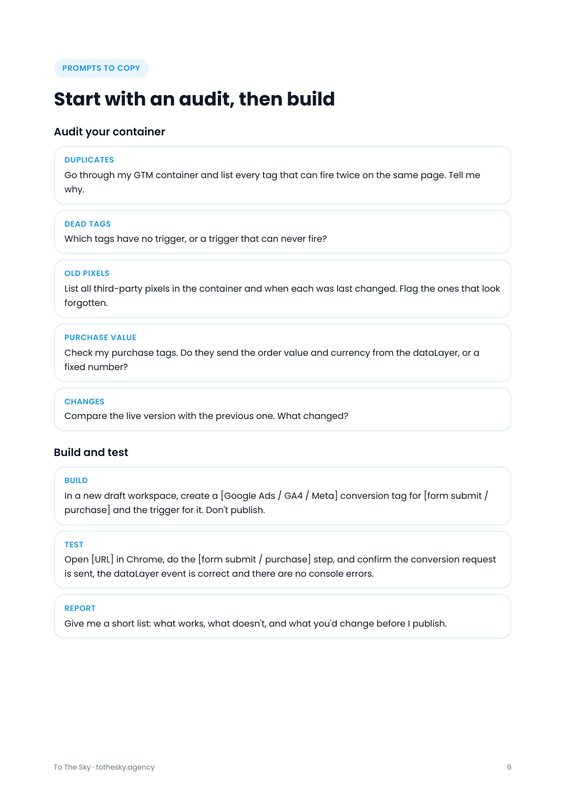 PROMPTS TO COPY
Start with an audit, then build
Audit your container
DUPLICATES
Go through my GTM container and list every tag that can fire twice on the same page. Tell me
why.
DEAD TAGS
Which tags have no trigger, or a trigger that can never fire?
OLD PIXELS
List all third-party pixels in the container and when each was last changed. Flag the ones that look
forgotten.
PURCHASE VALUE
Check my purchase tags. Do they send the order value and currency from the dataLayer, or a
fixed number?
CHANGES
Compare the live version with the previous one. What changed?
Build and test
BUILD
In a new draft workspace, create a [Google Ads / GA4 / Meta] conversion tag for [form submit /
purchase] and the trigger for it. Don't publish.
TEST
Open [URL] in Chrome, do the [form submit / purchase] step, and confirm the conversion request
is sent, the dataLayer event is correct and there are no console errors.
REPORT
Give me a short list: what works, what doesn't, and what you'd change before I publish.
To The Sky · tothesky.agency
6